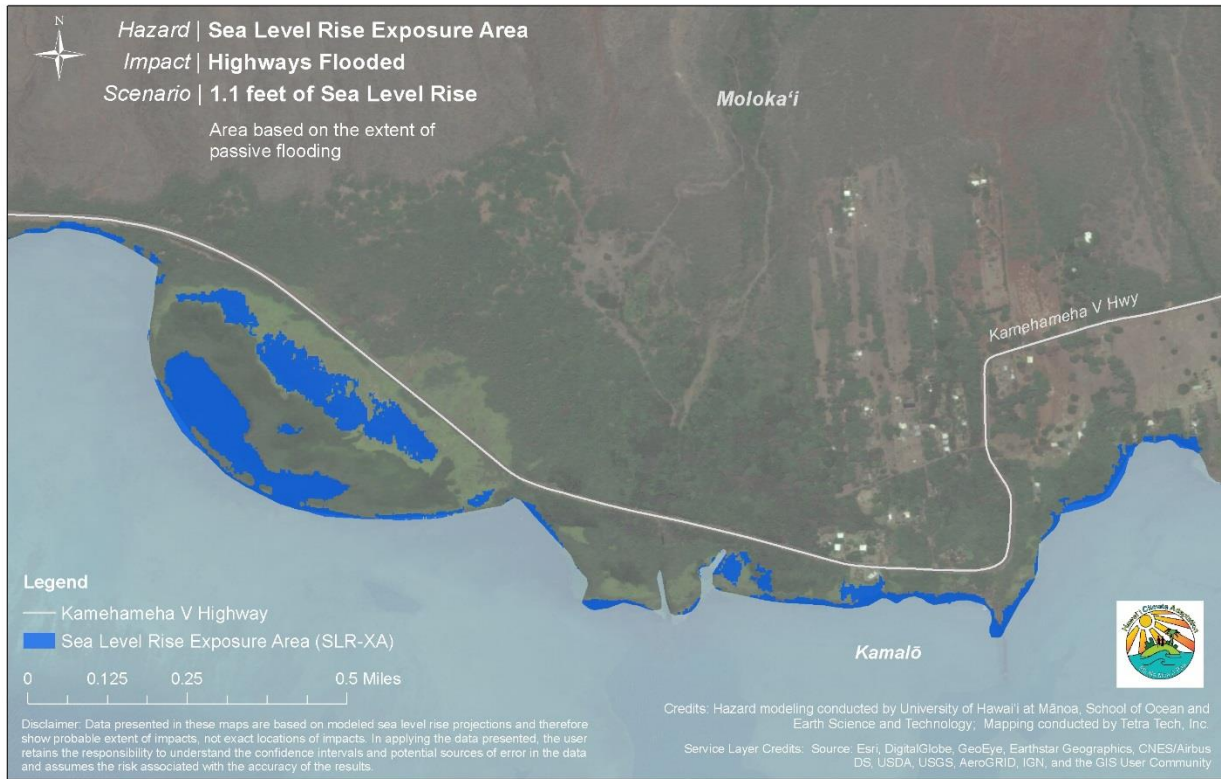 N
Hazard | Sea Level Rise Exposure Area
Impact | Highways Flooded
Scenario | 1.1 feet of Sea Level Rise
Area based on the extent of
passive flooding
Molokaʻi
Kamehameha V Hwy
Kamalō
Legend
Kamehameha V Highway
Sea Level Rise Exposure Area (SLR-XA)
0 0.125 0.25 0.5 Miles
Disclaimer: Data presented in these maps are based on modeled sea level rise projections and therefore
show probable extent of impacts, not exact locations of impacts. In applying the data presented, the user
retains the responsibility to understand the confidence intervals and potential sources of error in the data
and assumes the risk associated with the accuracy of the results.
Hawaiʻi Climate Adaptation
Credits: Hazard modeling conducted by University of Hawaiʻi at Mānoa, School of Ocean and
Earth Science and Technology; Mapping conducted by Tetra Tech, Inc.
Service Layer Credits: Source: Esri, DigitalGlobe, GeoEye, Earthstar Geographics, CNES/Airbus
DS, USDA, USGS, AeroGRID, IGN, and the GIS User Community